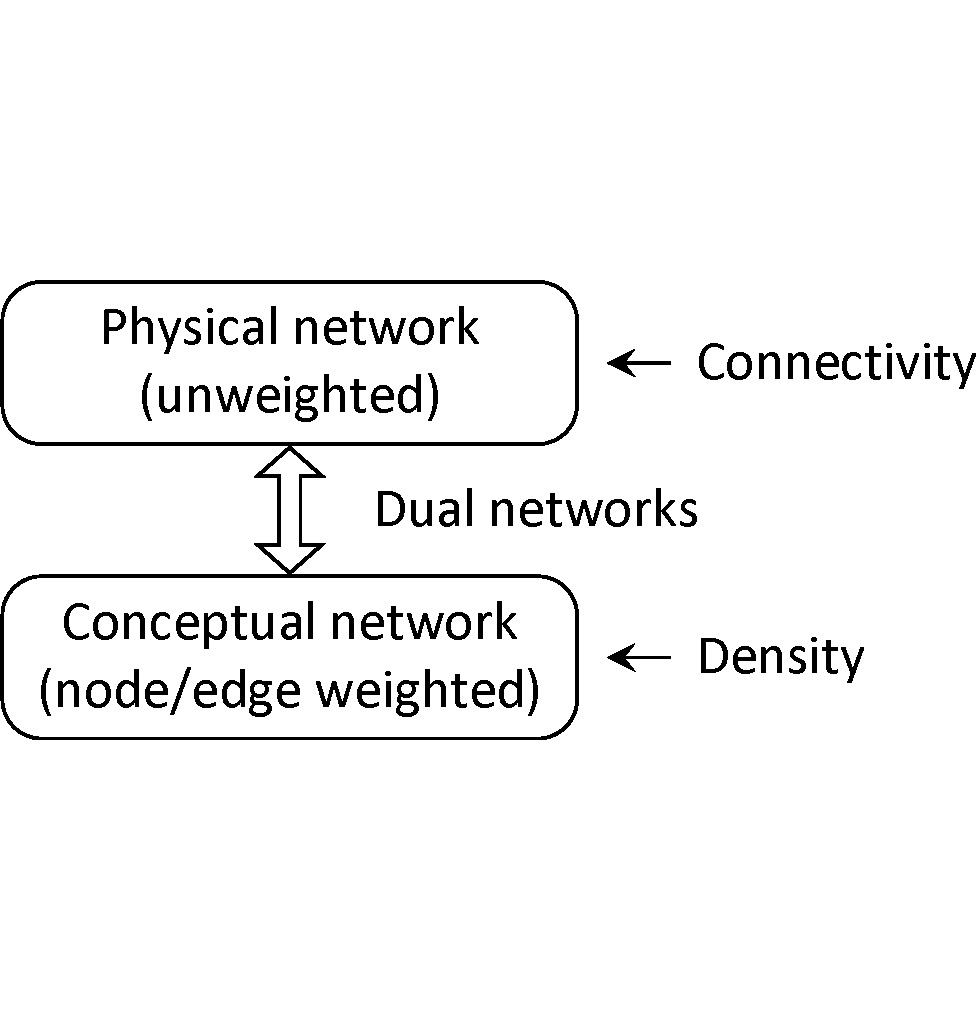 Physical network
(unweighted)
Connectivity
Dual networks
Conceptual network
(node/edge weighted)
Density